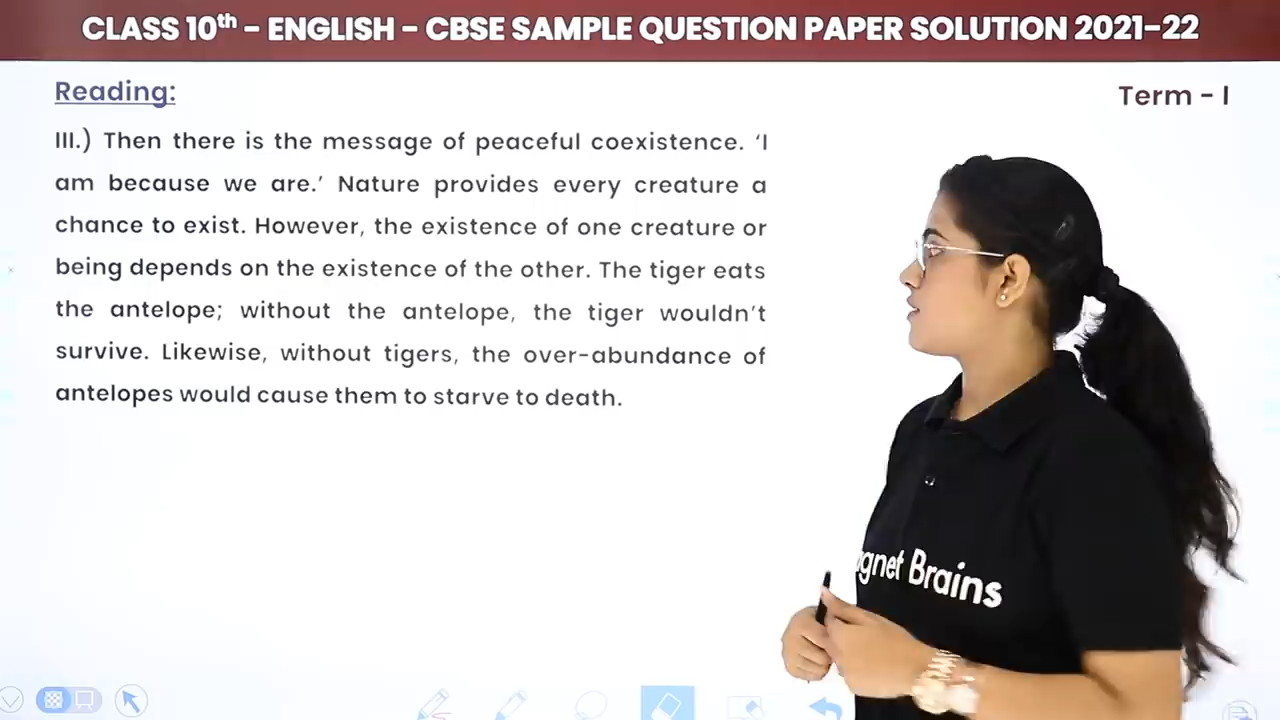 CLASS 10th - ENGLISH - CBSE SAMPLE QUESTION PAPER SOLUTION 2021-22
Reading:
Term - I
III.) Then there is the message of peaceful coexistence. ‘I
am because we are.’ Nature provides every creature a
chance to exist. However, the existence of one creature or
being depends on the existence of the other. The tiger eats
the antelope; without the antelope, the tiger wouldn’t
survive. Likewise, without tigers, the over-abundance of
antelopes would cause them to starve to death.
Brains